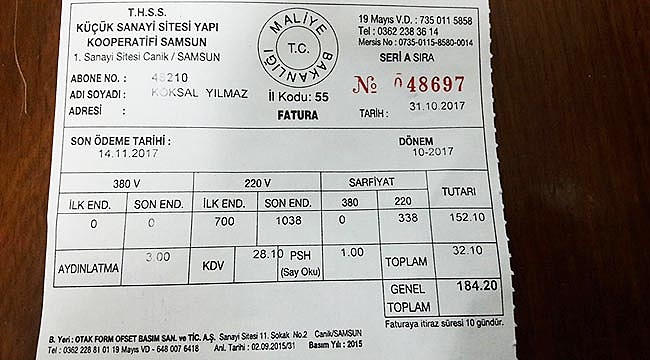 T.H.S.S.
KÜÇÜK SANAYİ SİTESİ YAPI
KOOPERATİFİ SAMSUN
1. Sanayi Sitesi Canik / SAMSUN
ABONE NO. : 48210
ADI SOYADI : KÖKSAL YILMAZ
ADRESİ :
MALİYE BAKANLIĞI
T.C.
İl Kodu: 55
FATURA
19 Mayıs V.D. : 735 011 5858
Tel : 0362 238 36 14
Mersis No : 0735-0115-8580-0014
SERİ A SIRA
No 048697
TARİH : 31.10.2017
SON ÖDEME TARİHİ :
14.11.2017
DÖNEM
10-2017
380 V 220 V SARFİYAT TUTARI
İLK END. SON END. İLK END. SON END. 380 220
0 0 700 1038 0 338 152.10
AYDINLATMA 3.00 KDV 28.10 PSH (Say Oku) 1.00 TOPLAM 32.10
GENEL TOPLAM 184.20
Faturaya itiraz süresi 10 gündür.
B. Yeri : OTAK FORM OFSET BASIM SAN. ve TİC. A.Ş. Sanayi Sitesi 11. Sokak No.2 Canik/SAMSUN
Tel : 0362 228 81 01 19 Mayıs VD - 648 007 6418 Anl. Tarihi : 02.09.2015/31 Basım Yılı : 2015